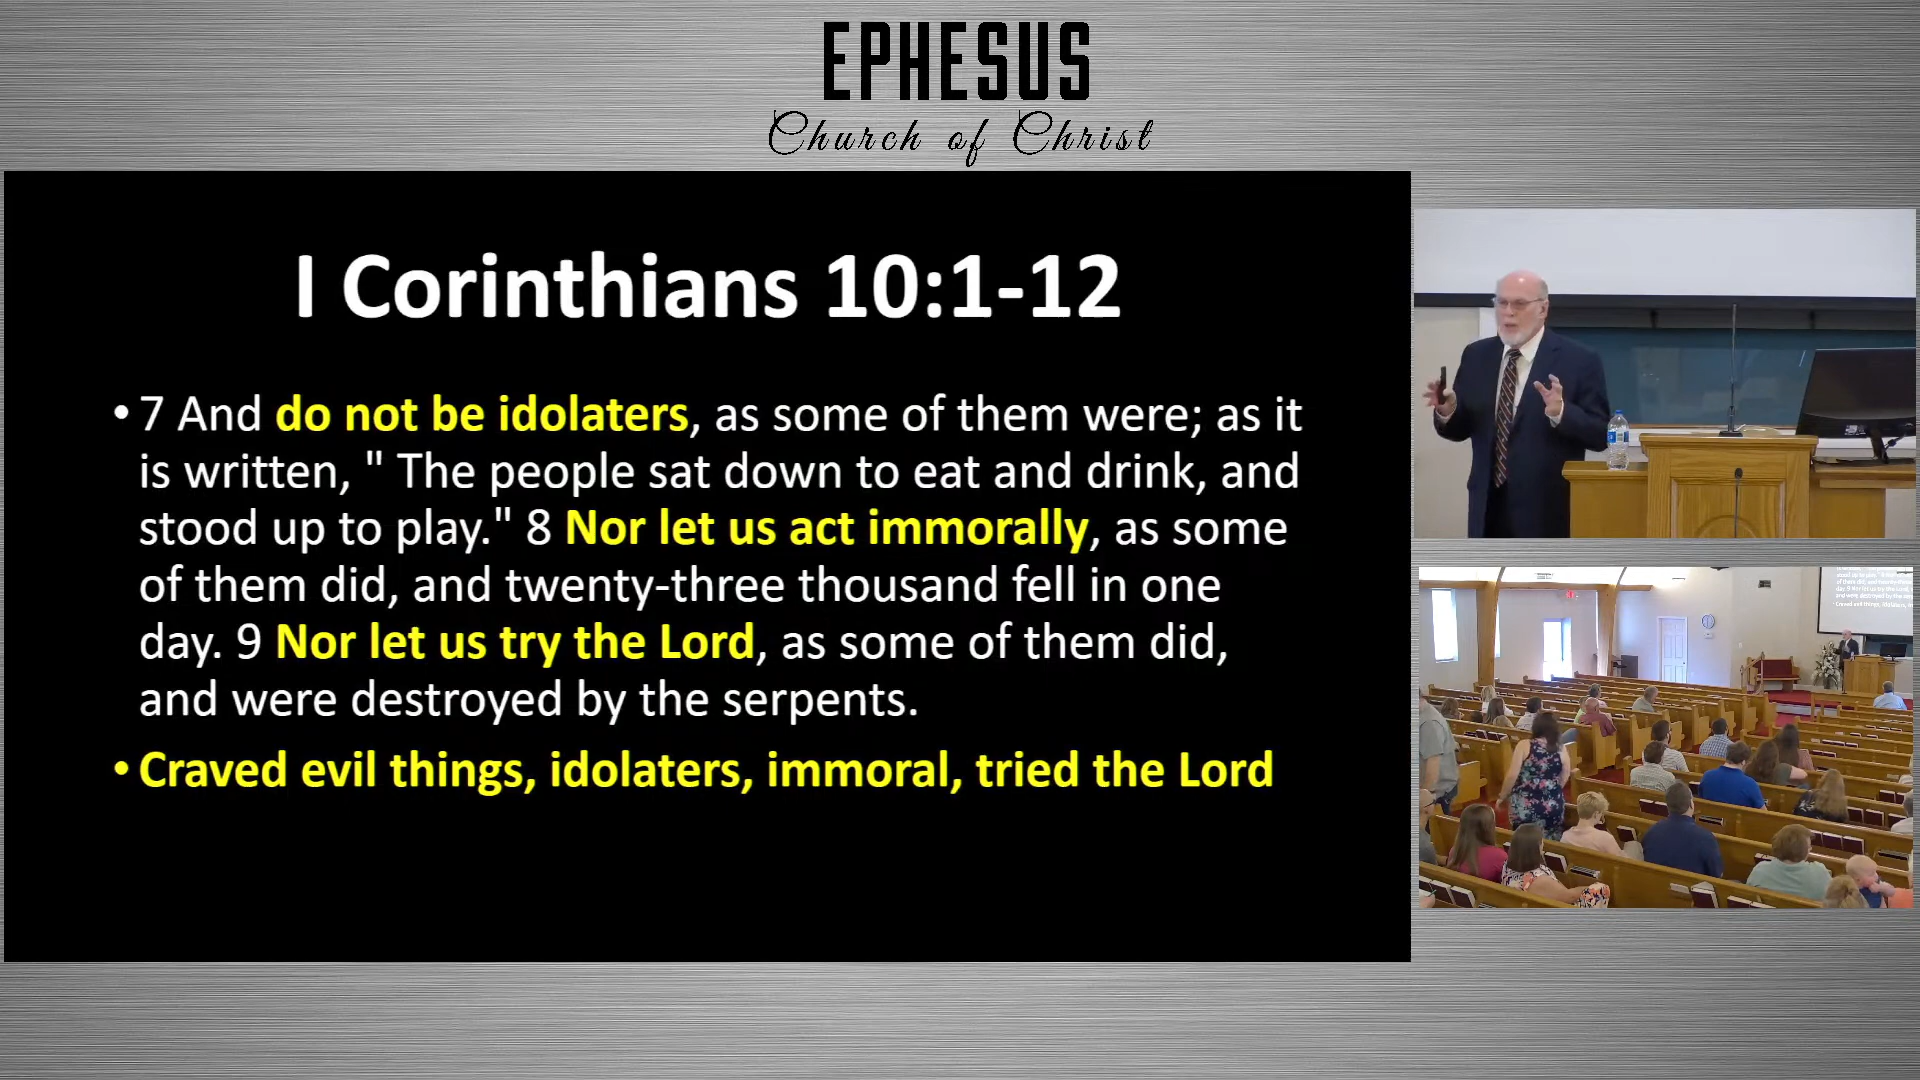 EPHESUS
Church of Christ
I Corinthians 10:1-12
• 7 And do not be idolaters, as some of them were; as it
is written, " The people sat down to eat and drink, and
stood up to play." 8 Nor let us act immorally, as some
of them did, and twenty-three thousand fell in one
day. 9 Nor let us try the Lord, as some of them did,
and were destroyed by the serpents.
• Craved evil things, idolaters, immoral, tried the Lord